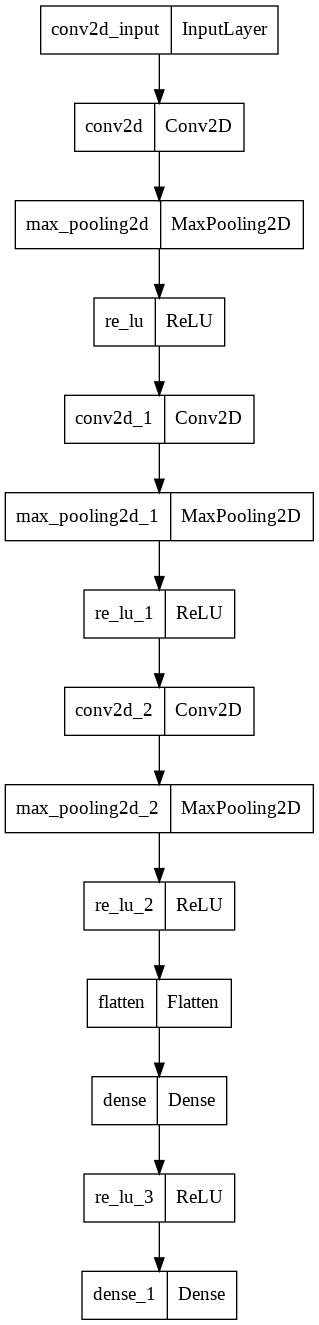 conv2d_input InputLayer
conv2d Conv2D
max_pooling2d MaxPooling2D
re_lu ReLU
conv2d_1 Conv2D
max_pooling2d_1 MaxPooling2D
re_lu_1 ReLU
conv2d_2 Conv2D
max_pooling2d_2 MaxPooling2D
re_lu_2 ReLU
flatten Flatten
dense Dense
re_lu_3 ReLU
dense_1 Dense